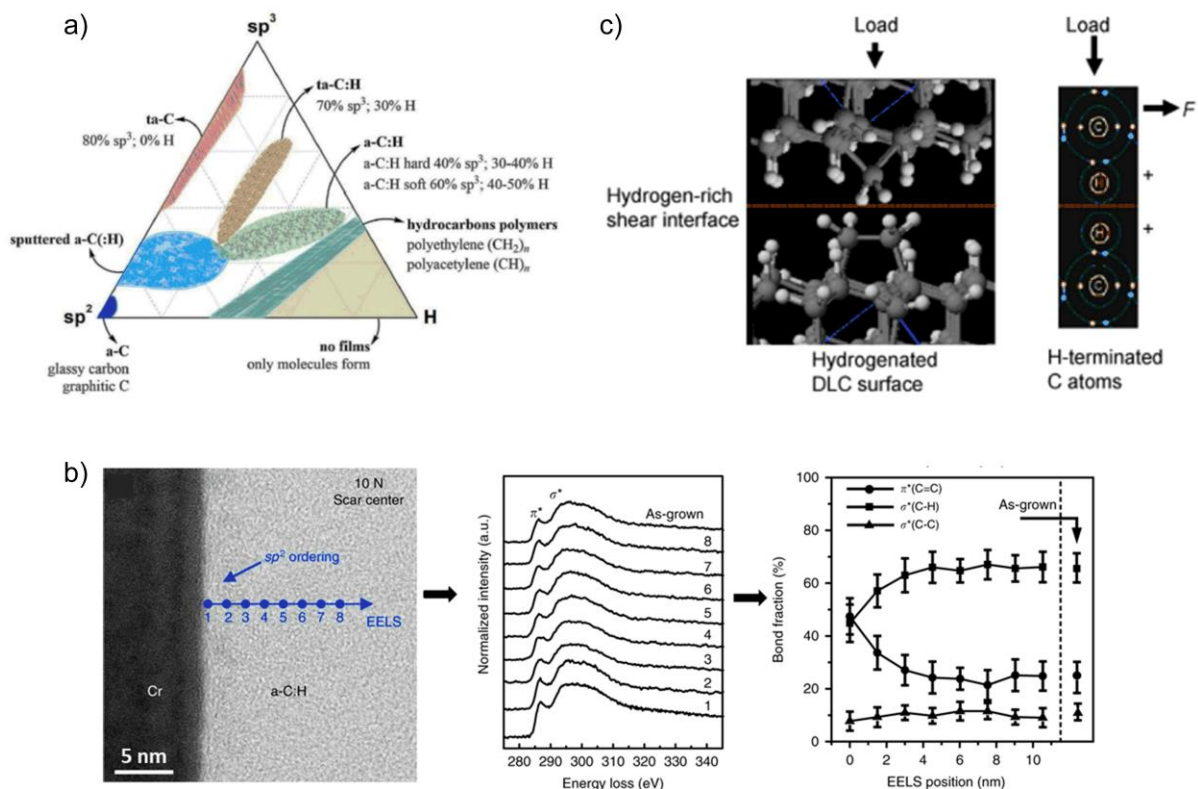 a)
sp3
ta-C:H
70% sp3; 30% H
ta-C
80% sp3; 0% H
a-C:H
a-C:H hard 40% sp3; 30-40% H
a-C:H soft 60% sp3; 40-50% H
hydrocarbons polymers
polyethylene (CH2)n
polyacetylene (CH)n
sputtered a-C(:H)
sp2
H
a-C
glassy carbon
graphitic C
no films
only molecules form
c)
Load
Load
F
Hydrogen-rich
shear interface
C
H
+
H
+
C
Hydrogenated
DLC surface
H-terminated
C atoms
b)
10 N
Scar center
sp2 ordering
1 2 3 4 5 6 7 8
EELS
Cr
a-C:H
5 nm
Normalized intensity (a.u.)
π*
σ*
As-grown
8
7
6
5
4
3
2
1
280 290 300 310 320 330 340
Energy loss (eV)
Bond fraction (%)
100
80
60
40
20
0
π*(C=C)
σ*(C-H)
σ*(C-C)
As-grown
0 2 4 6 8 10
EELS position (nm)